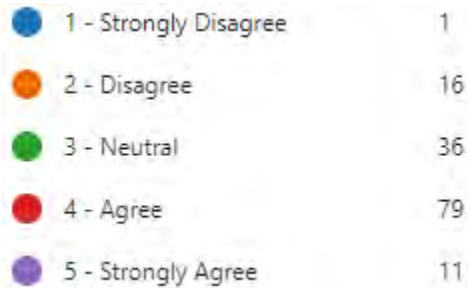 1 - Strongly Disagree 1
2 - Disagree 16
3 - Neutral 36
4 - Agree 79
5 - Strongly Agree 11